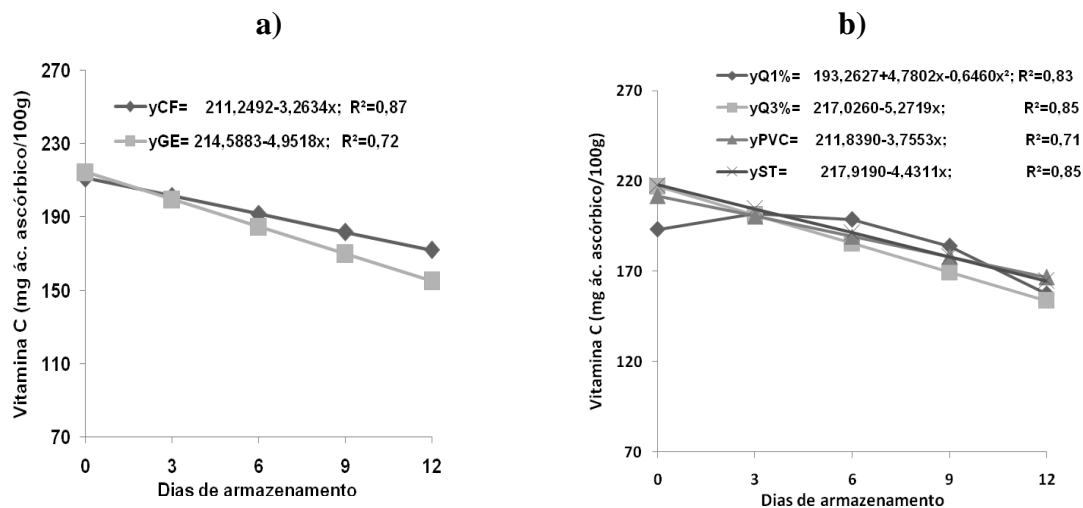 a)
Vitamina C (mg ác. ascórbico/100g)
270
230
190
150
110
70
yCF= 211,2492-3,2634x; R²=0,87
yGE= 214,5883-4,9518x; R²=0,72
0 3 6 9 12
Dias de armazenamento
b)
Vitamina C (mg ác. ascórbico/100g)
270
220
170
120
70
yQ1%= 193,2627+4,7802x-0,6460x²; R²=0,83
yQ3%= 217,0260-5,2719x; R²=0,85
yPVC= 211,8390-3,7553x; R²=0,71
yST= 217,9190-4,4311x; R²=0,85
0 3 6 9 12
Dias de armazenamento